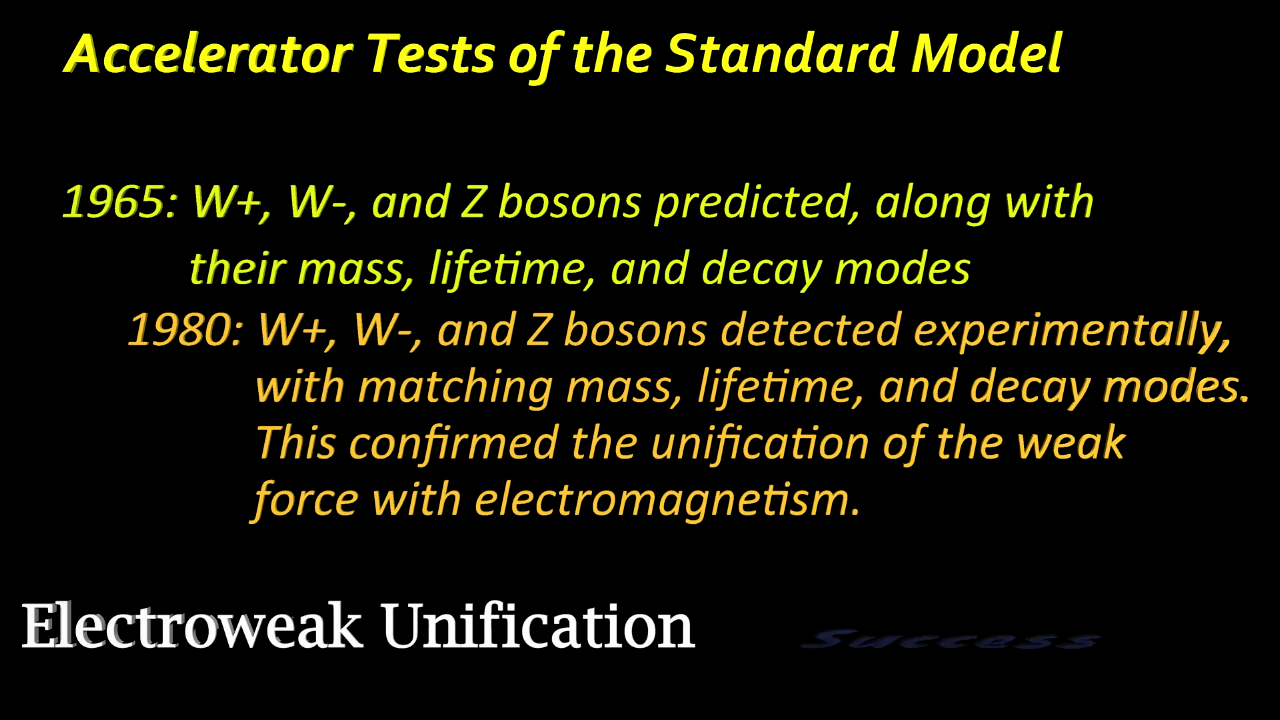 Accelerator Tests of the Standard Model
1965: W+, W-, and Z bosons predicted, along with
their mass, lifetime, and decay modes
1980: W+, W-, and Z bosons detected experimentally,
with matching mass, lifetime, and decay modes.
This confirmed the unification of the weak
force with electromagnetism.
Electroweak Unification Success